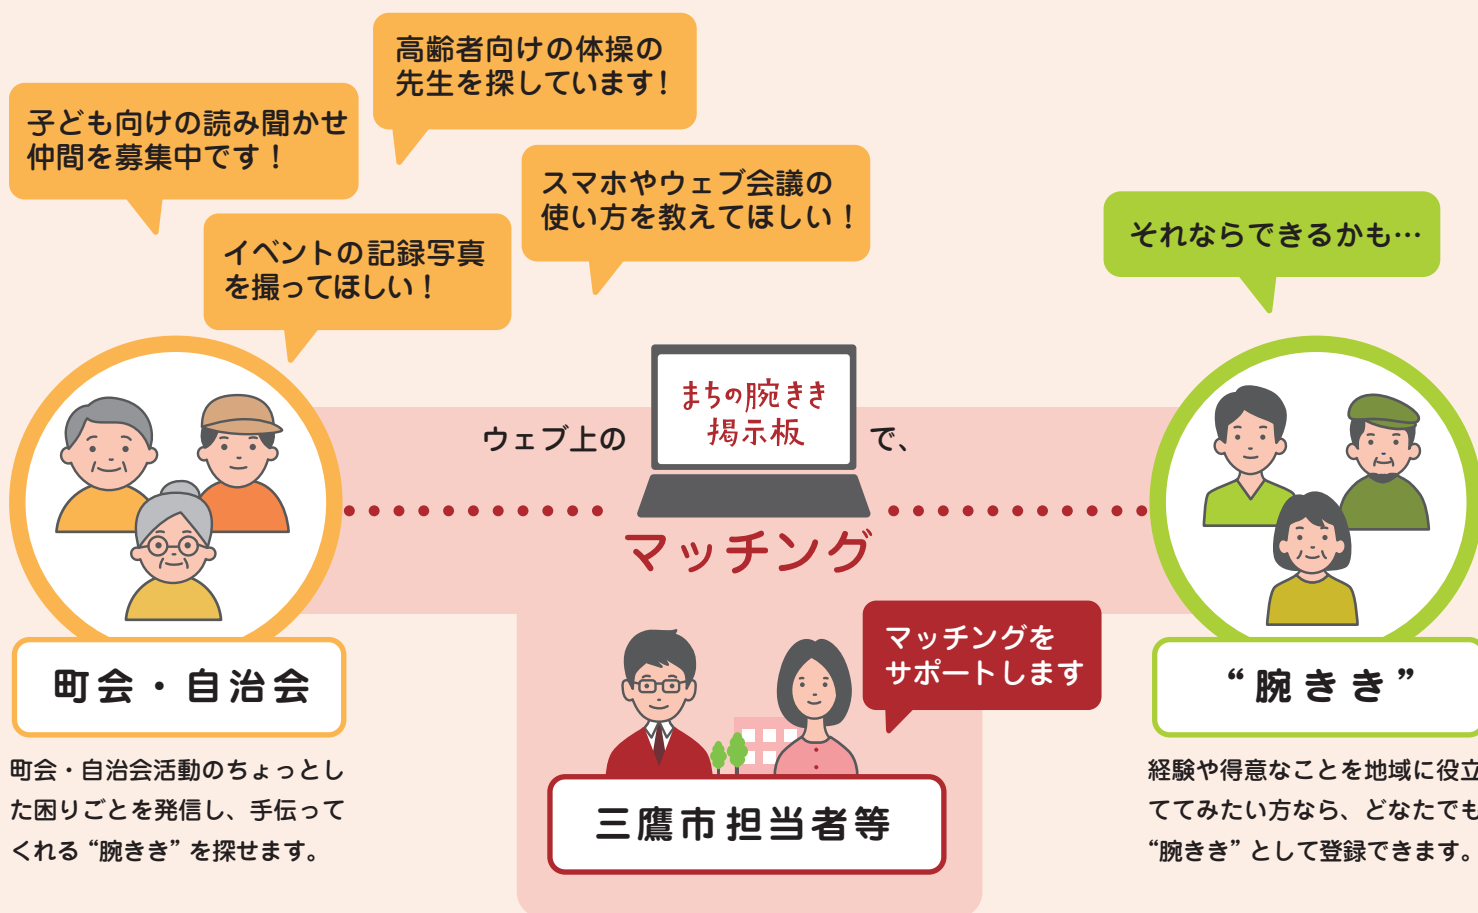 高齢者向けの体操の
先生を探しています!
子ども向けの読み聞かせ
仲間を募集中です!
スマホやウェブ会議の
使い方を教えてほしい!
イベントの記録写真
を撮ってほしい!
それならできるかも…
ウェブ上の
まちの腕きき
掲示板
で、
マッチング
町会・自治会
町会・自治会活動のちょっとし
た困りごとを発信し、手伝って
くれる“腕きき”を探せます。
マッチングを
サポートします
三鷹市担当者等
“腕きき”
経験や得意なことを地域に役立
ててみたい方なら、どなたでも
“腕きき”として登録できます。